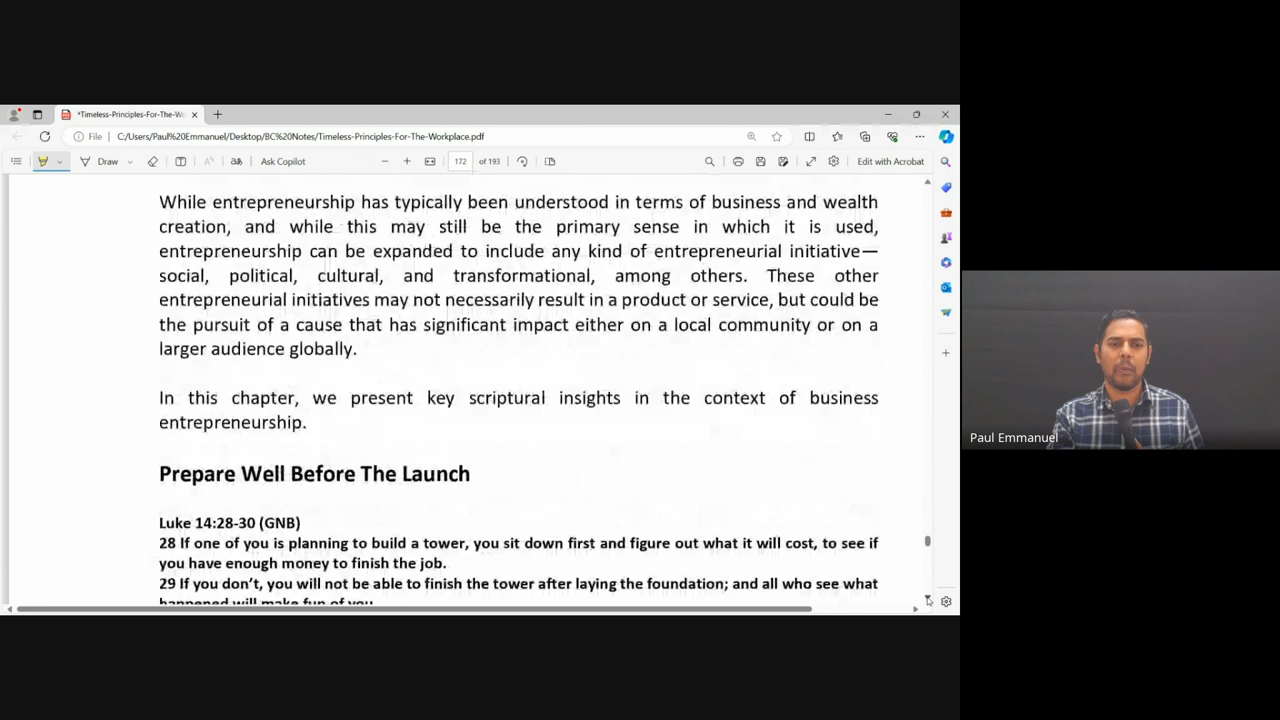 *Timeless-Principles-For-The-Wo
File
C:/Users/Paul%20Emmanuel/Desktop/BC%20Notes/Timeless-Principles-For-The-Workplace.pdf
Draw
Ask Copilot
172 of 193
Edit with Acrobat
While entrepreneurship has typically been understood in terms of business and wealth
creation, and while this may still be the primary sense in which it is used,
entrepreneurship can be expanded to include any kind of entrepreneurial initiative—
social, political, cultural, and transformational, among others. These other
entrepreneurial initiatives may not necessarily result in a product or service, but could be
the pursuit of a cause that has significant impact either on a local community or on a
larger audience globally.
In this chapter, we present key scriptural insights in the context of business
entrepreneurship.
Prepare Well Before The Launch
Luke 14:28-30 (GNB)
28 If one of you is planning to build a tower, you sit down first and figure out what it will cost, to see if
you have enough money to finish the job.
29 If you don’t, you will not be able to finish the tower after laying the foundation; and all who see what
happened will make fun of you
Paul Emmanuel